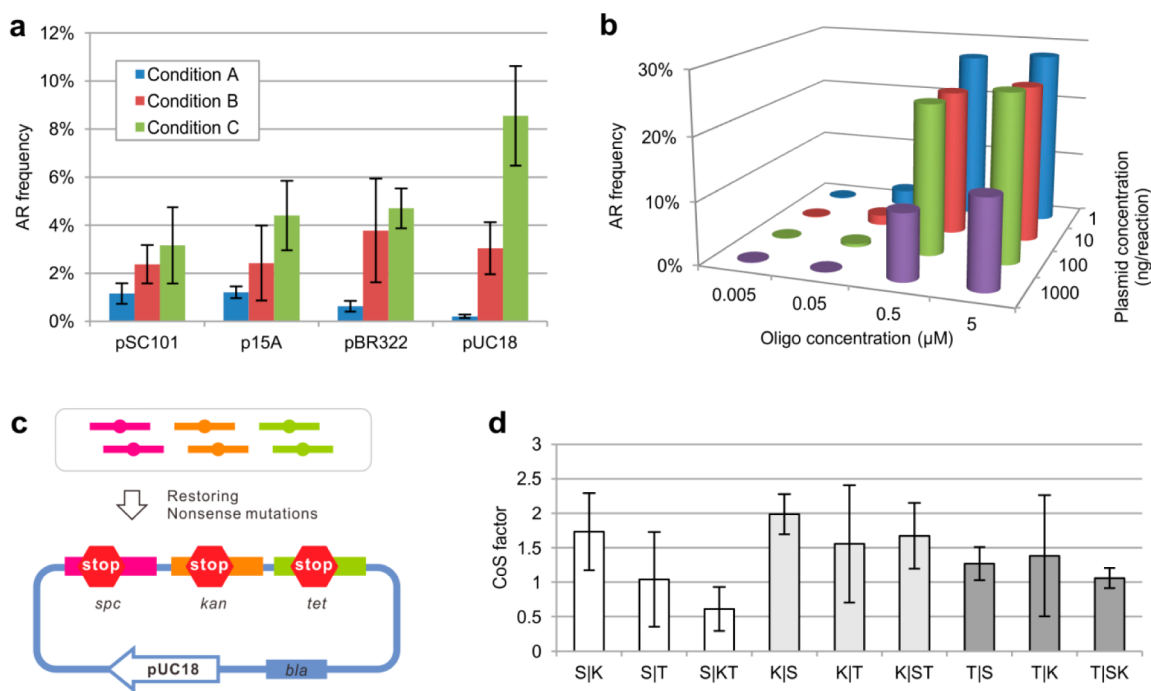 a
12%
10%
8%
6%
4%
2%
0%
AR frequency
Condition A
Condition B
Condition C
pSC101 p15A pBR322 pUC18
b
30%
20%
10%
0%
AR frequency
0.005 0.05 0.5 5
Oligo concentration (µM)
1
10
100
1000
Plasmid concentration
(ng/reaction)
c
Restoring
Nonsense mutations
stop stop stop
spc kan tet
pUC18 bla
d
3
2.5
2
1.5
1
0.5
0
CoS factor
S|K S|T S|KT K|S K|T K|ST T|S T|K T|SK